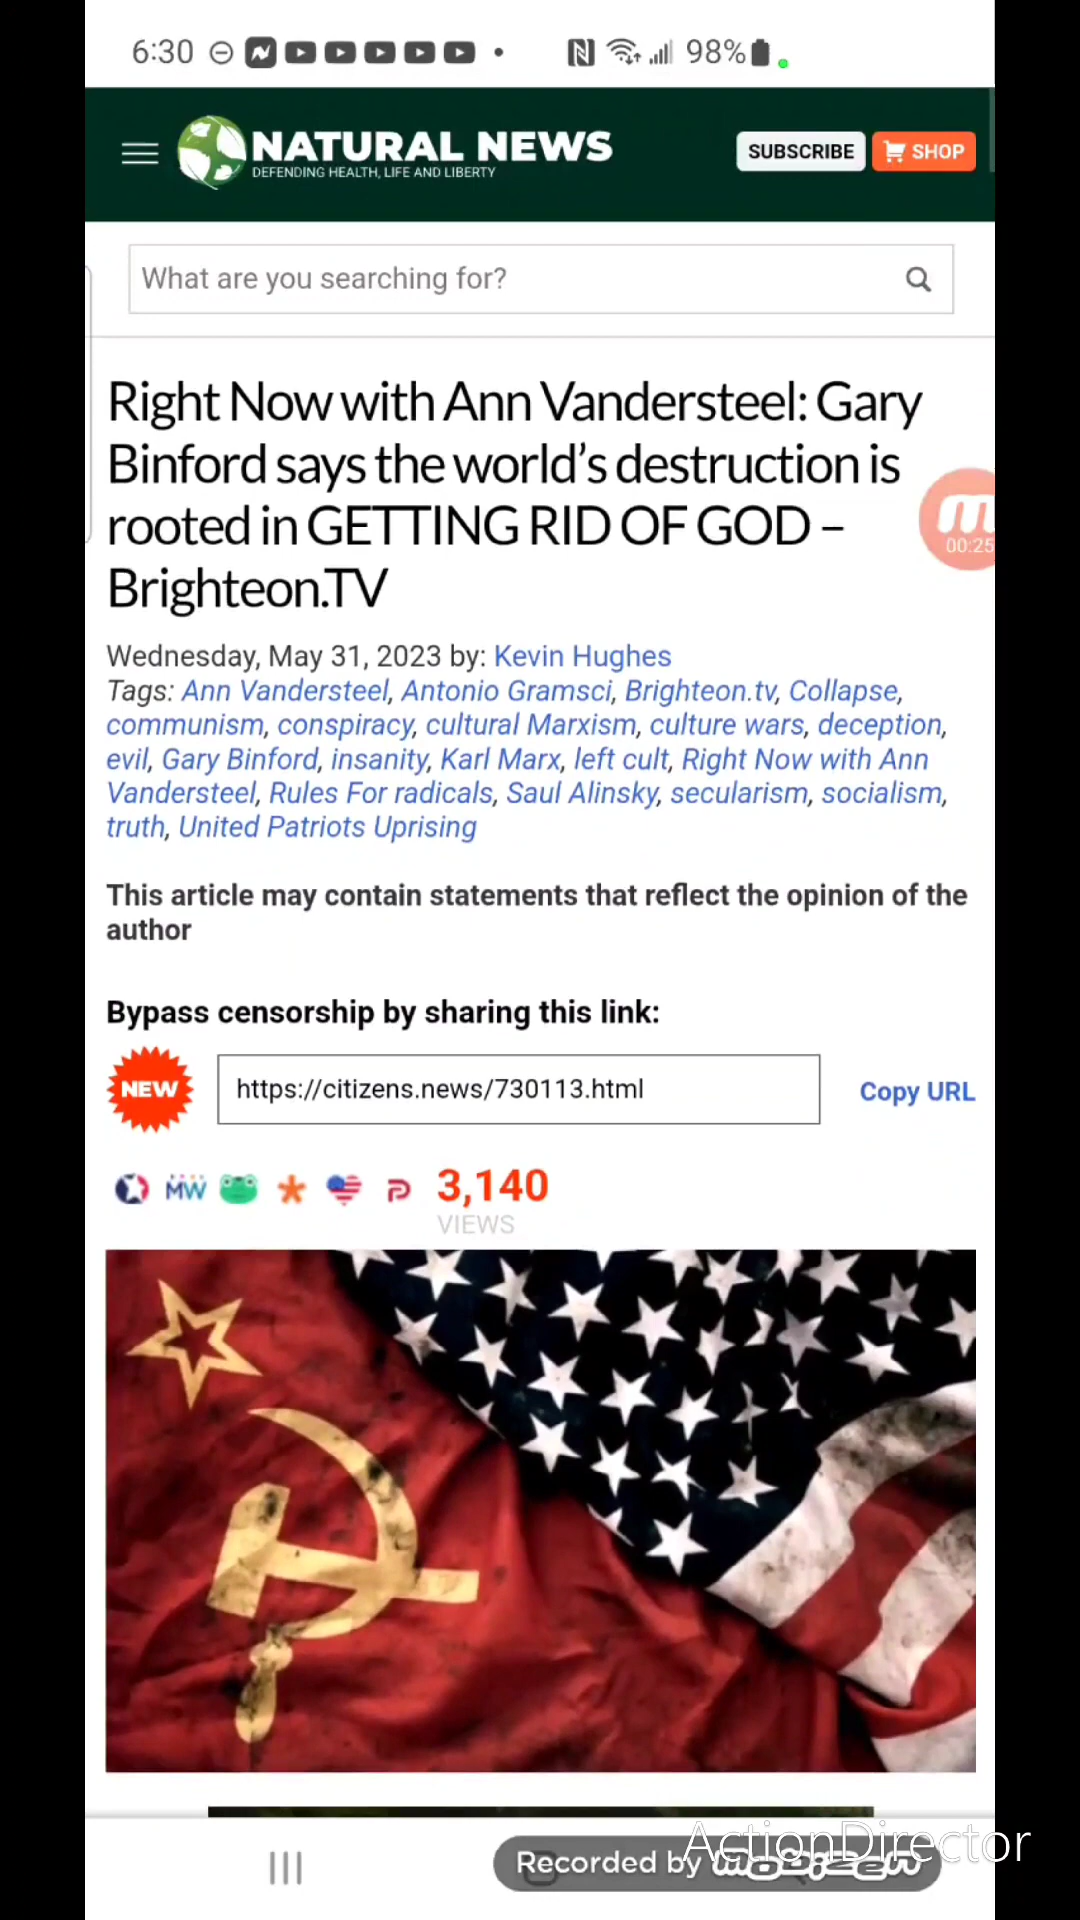 6:30 98%
NATURAL NEWS
DEFENDING HEALTH, LIFE AND LIBERTY
SUBSCRIBE
SHOP
What are you searching for?
Right Now with Ann Vandersteel: Gary
Binford says the world’s destruction is
rooted in GETTING RID OF GOD –
Brighteon.TV
00:25
Wednesday, May 31, 2023 by: Kevin Hughes
Tags: Ann Vandersteel, Antonio Gramsci, Brighteon.tv, Collapse,
communism, conspiracy, cultural Marxism, culture wars, deception,
evil, Gary Binford, insanity, Karl Marx, left cult, Right Now with Ann
Vandersteel, Rules For radicals, Saul Alinsky, secularism, socialism,
truth, United Patriots Uprising
This article may contain statements that reflect the opinion of the
author
Bypass censorship by sharing this link:
NEW
https://citizens.news/730113.html
Copy URL
MW
3,140
VIEWS
ActionDirector
Recorded by mobizen